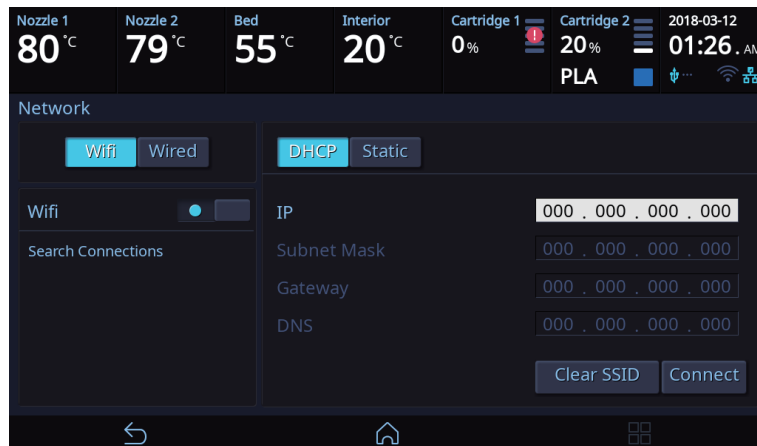 Nozzle 1 Nozzle 2 Bed Interior Cartridge 1 Cartridge 2 2018-03-12
80°C 79°C 55°C 20°C 0% ! 20% 01:26. AM
PLA
Network
Wifi Wired DHCP Static
Wifi IP 000 . 000 . 000 . 000
Search Connections Subnet Mask 000 . 000 . 000 . 000
Gateway 000 . 000 . 000 . 000
DNS 000 . 000 . 000 . 000
Clear SSID Connect